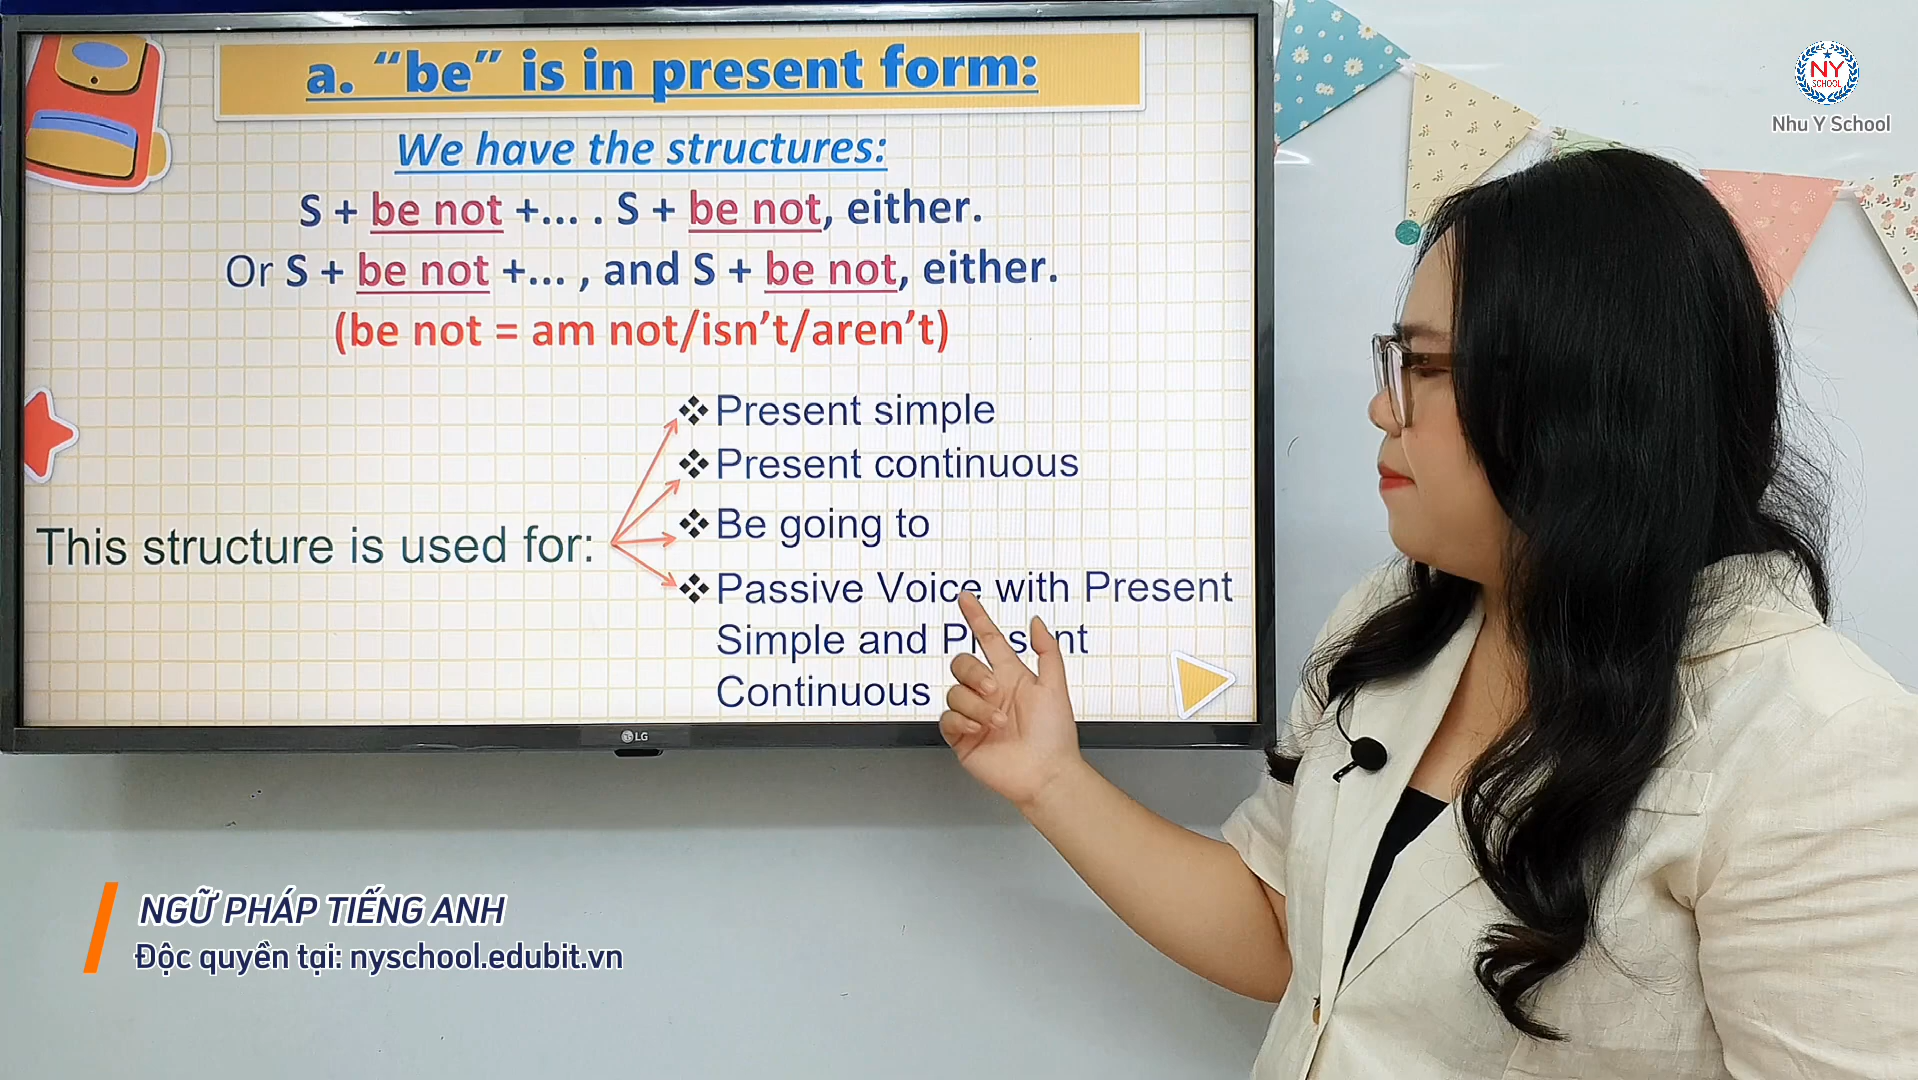 a. “be” is in present form:
We have the structures:
S + be not +... . S + be not, either.
Or S + be not +... , and S + be not, either.
(be not = am not/isn’t/aren’t)
❖ Present simple
❖ Present continuous
❖ Be going to
This structure is used for:
❖ Passive Voice with Present
Simple and Present
Continuous
LG
NY
SCHOOL
Nhu Y School
NGỮ PHÁP TIẾNG ANH
Độc quyền tại: nyschool.edubit.vn